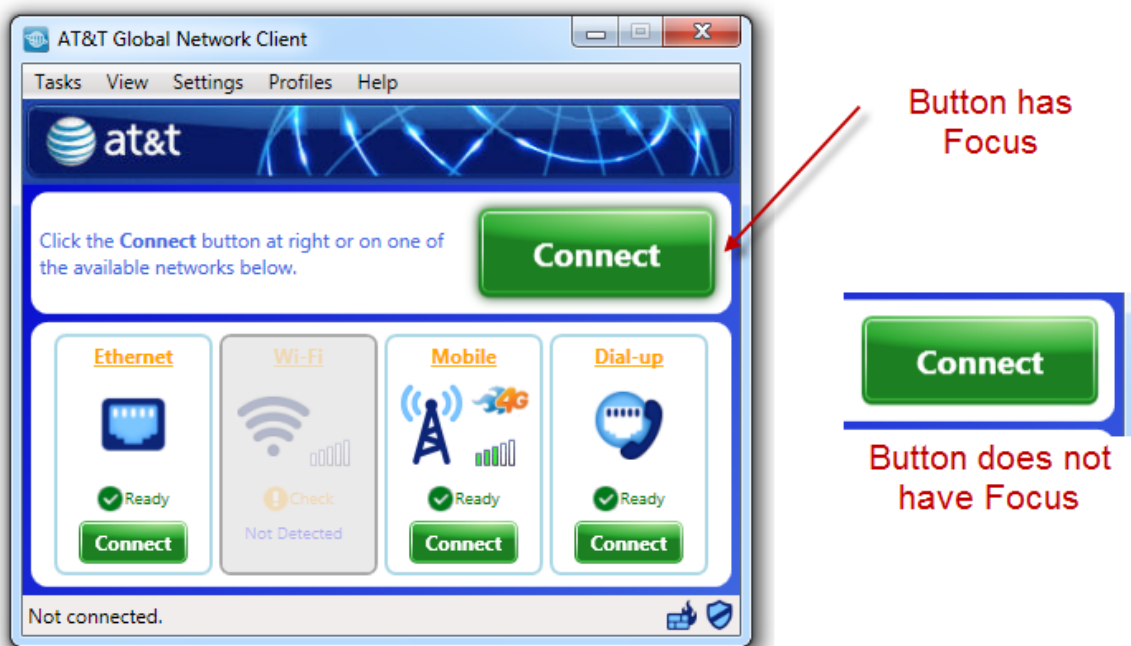 AT&T Global Network Client
Tasks View Settings Profiles Help
at&t
Click the Connect button at right or on one of
the available networks below.
Connect
Ethernet
Ready
Connect
Wi-Fi
Check
Not Detected
Mobile
4G
Ready
Connect
Dial-up
Ready
Connect
Not connected.
Button has
Focus
Connect
Button does not
have Focus